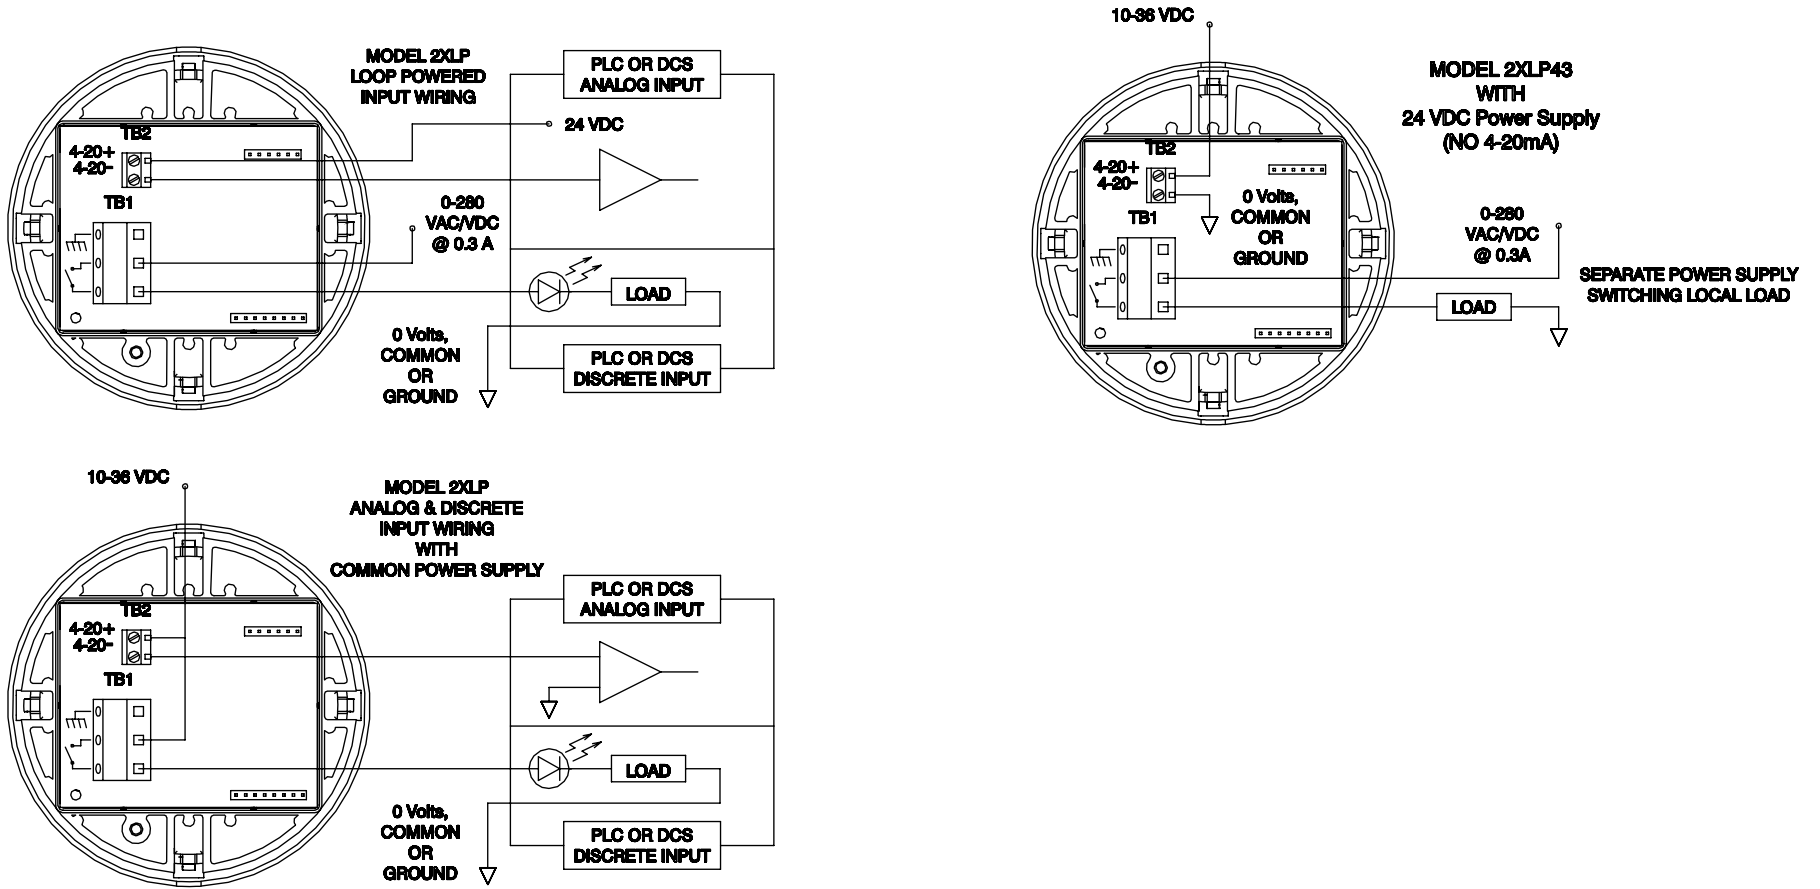 MODEL 2XLP
LOOP POWERED
INPUT WIRING
PLC OR DCS
ANALOG INPUT
24 VDC
TB2
4-20+
4-20-
TB1
0-280
VAC/VDC
@ 0.3 A
LOAD
0 Volts,
COMMON
OR
GROUND
PLC OR DCS
DISCRETE INPUT
10-36 VDC
MODEL 2XLP43
WITH
24 VDC Power Supply
(NO 4-20mA)
TB2
4-20+
4-20-
TB1
0 Volts,
COMMON
OR
GROUND
0-280
VAC/VDC
@ 0.3A
SEPARATE POWER SUPPLY
SWITCHING LOCAL LOAD
LOAD
10-36 VDC
MODEL 2XLP
ANALOG & DISCRETE
INPUT WIRING
WITH
COMMON POWER SUPPLY
PLC OR DCS
ANALOG INPUT
TB2
4-20+
4-20-
TB1
LOAD
0 Volts,
COMMON
OR
GROUND
PLC OR DCS
DISCRETE INPUT